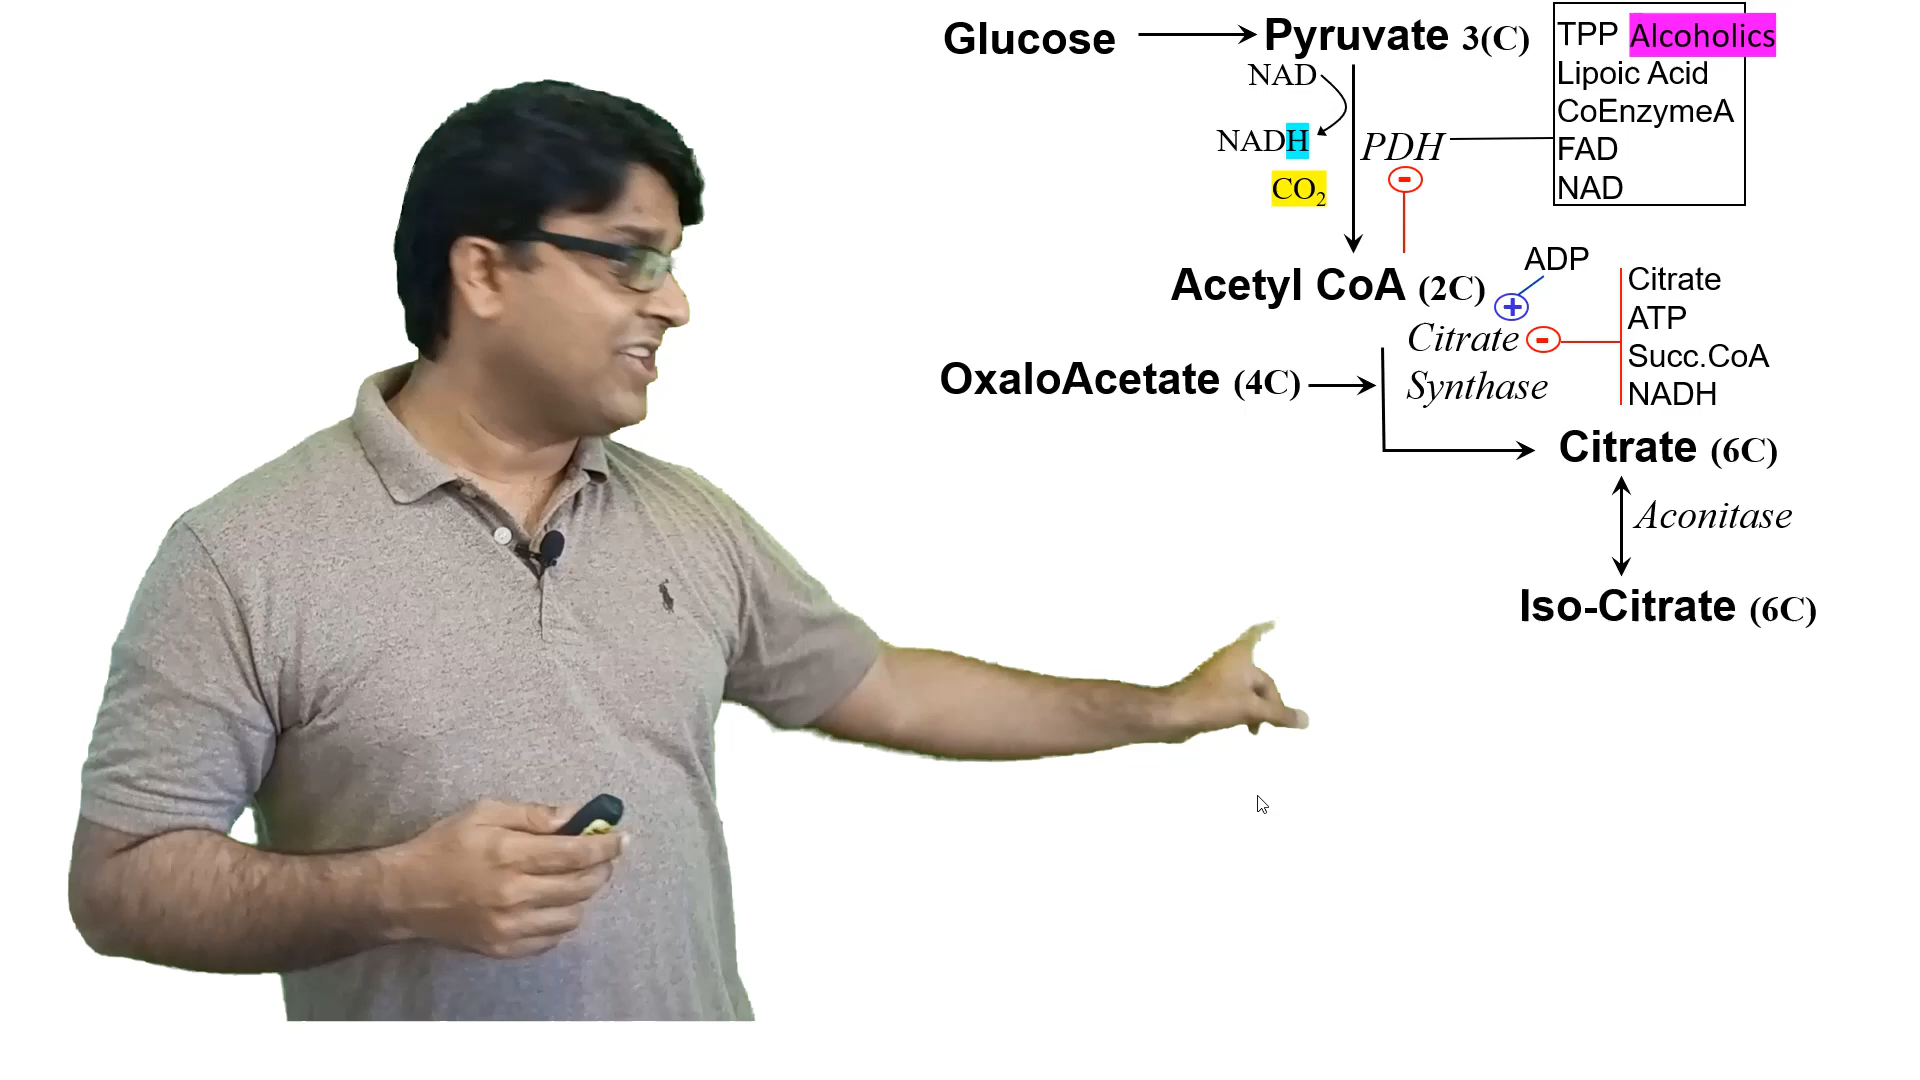 Glucose
Pyruvate 3(C)
TPP Alcoholics
Lipoic Acid
CoEnzymeA
FAD
NAD
NAD
NADH
CO2
PDH
-
Acetyl CoA (2C)
ADP
+
Citrate
Synthase
-
Citrate
ATP
Succ.CoA
NADH
OxaloAcetate (4C)
Citrate (6C)
Aconitase
Iso-Citrate (6C)